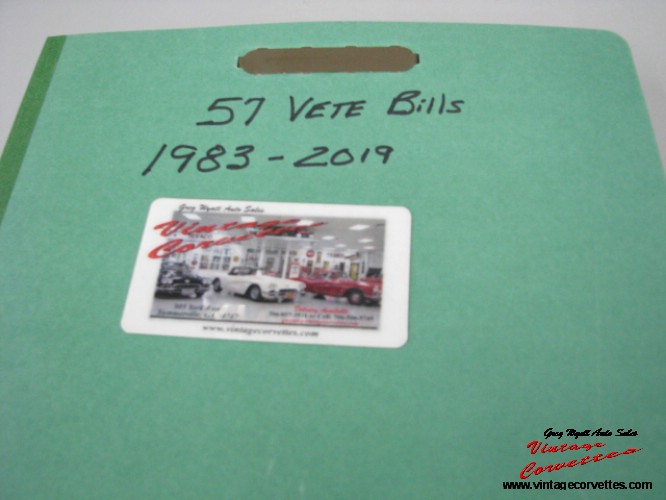 57 VETE Bills
1983-2019
Greg Wyatt Auto Sales
Vintage
Corvettes
www.vintagecorvettes.com
Greg Wyatt Auto Sales
Vintage
Corvettes
www.vintagecorvettes.com